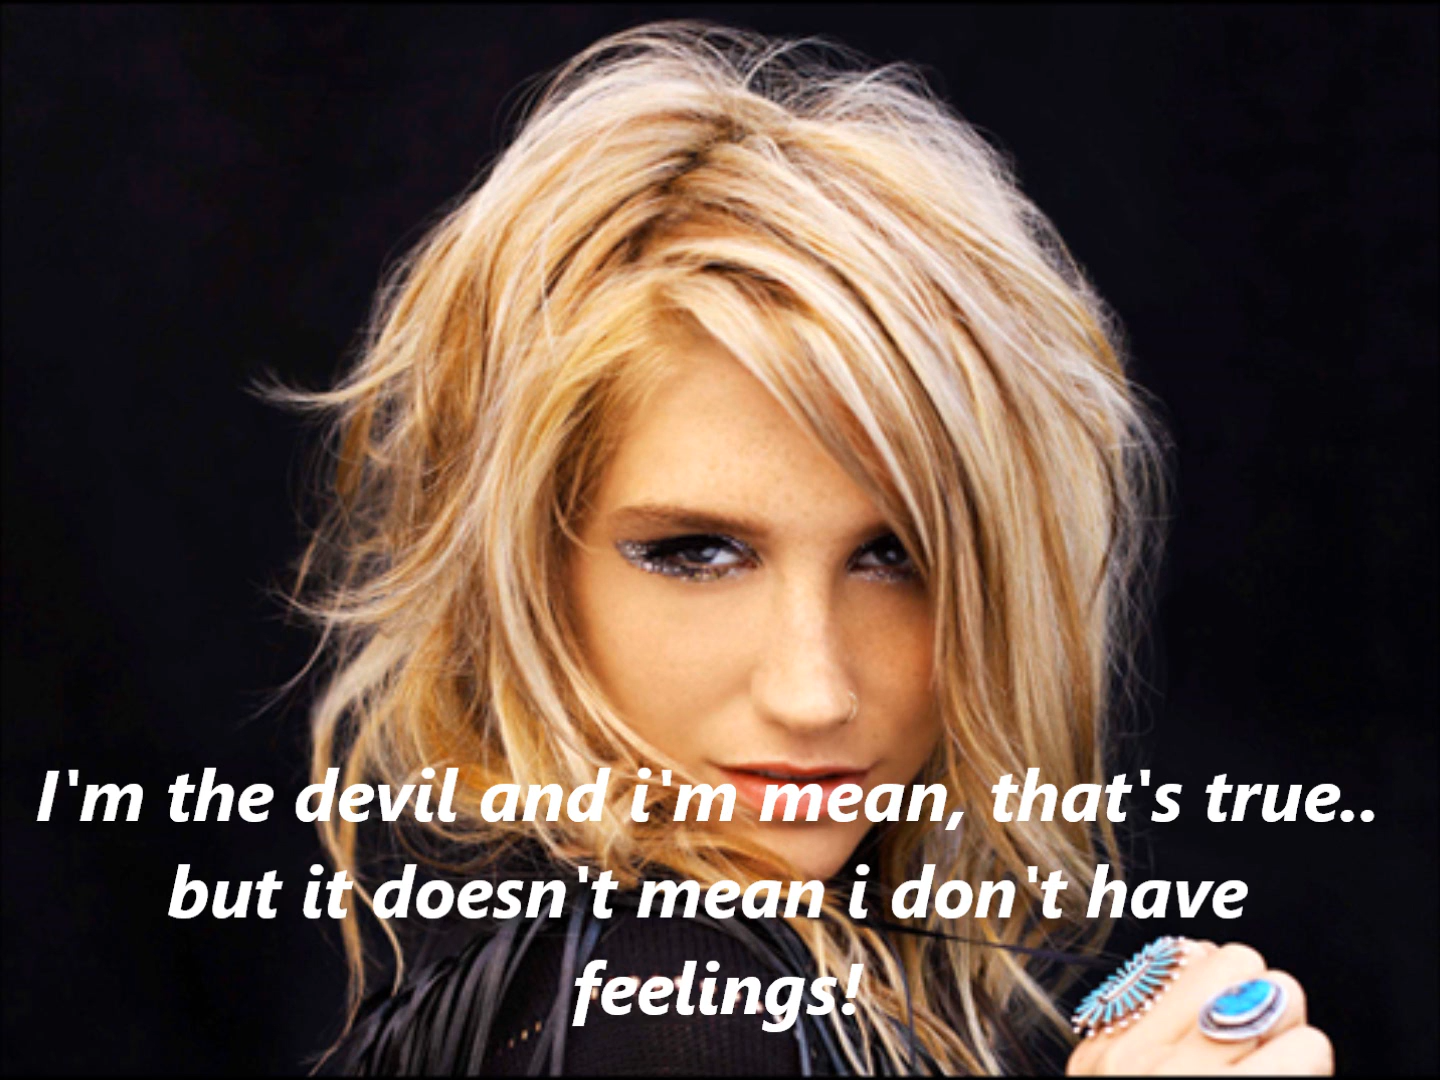 I'm the devil and i'm mean, that's true..
but it doesn't mean i don't have
feelings!